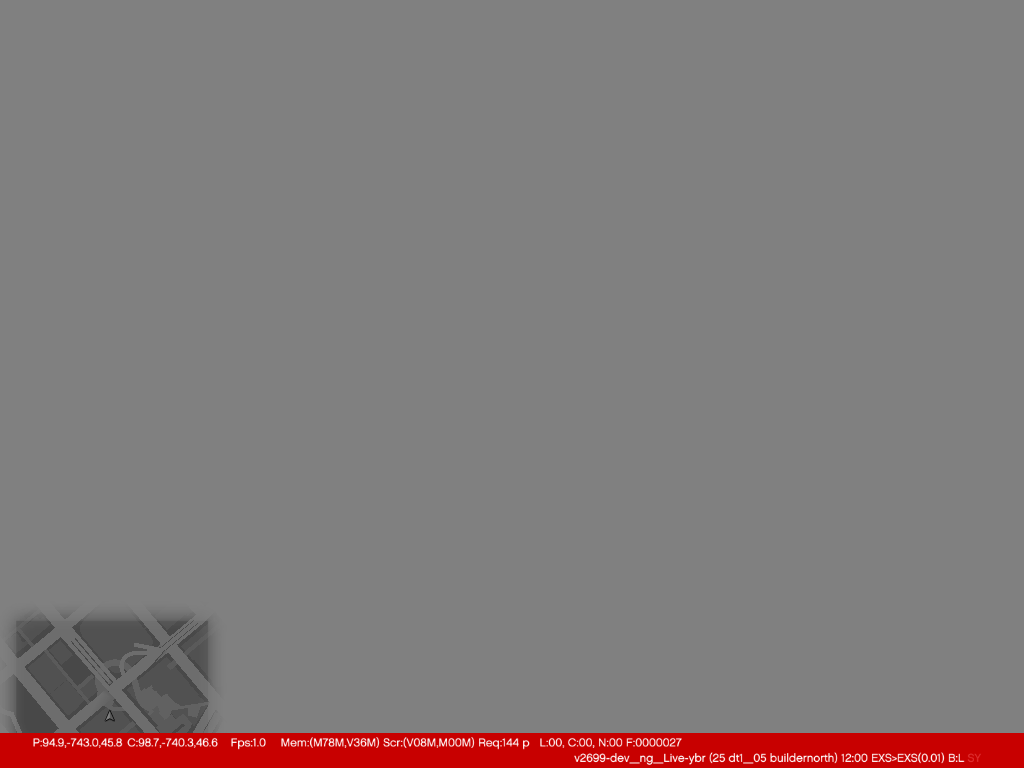 P:94.9,-743.0,45.8 C:98.7,-740.3,46.6 Fps:1.0 Mem:(M78M,V36M) Scr:(V08M,M00M) Req:144 p L:00, C:00, N:00 F:0000027
v2699-dev__ng__Live-ybr (25 dt1__05 buildernorth) 12:00 EXS>EXS(0.01) B:L SY